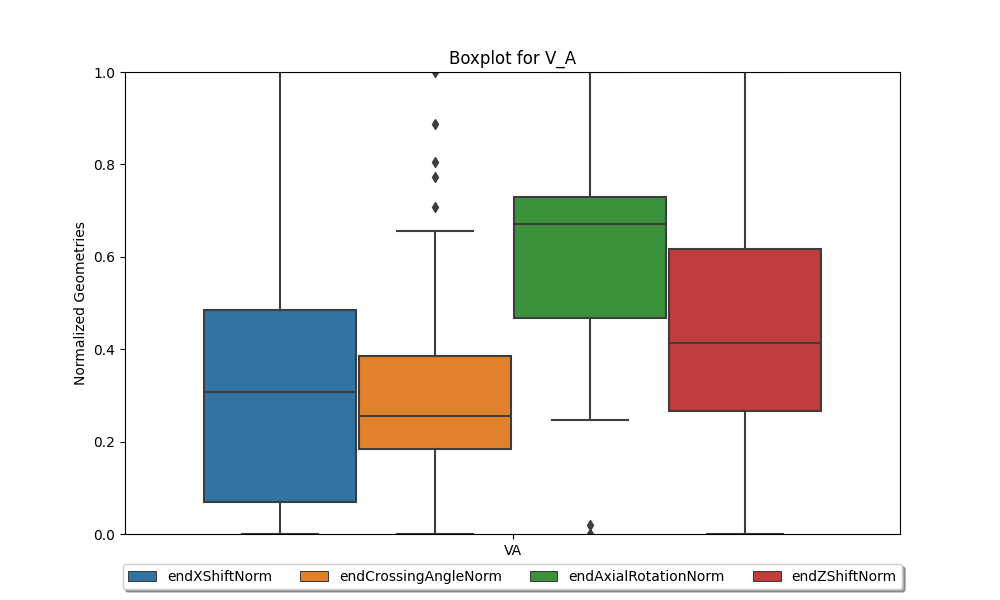 Boxplot for V_A
1.0
0.8
0.6
0.4
0.2
0.0
Normalized Geometries
VA
endXShiftNorm endCrossingAngleNorm endAxialRotationNorm endZShiftNorm